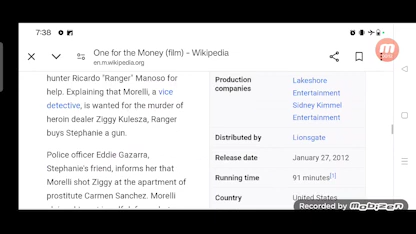 7:38
One for the Money (film) - Wikipedia
en.m.wikipedia.org
hunter Ricardo "Ranger" Manoso for
help. Explaining that Morelli, a vice
detective, is wanted for the murder of
heroin dealer Ziggy Kulesza, Ranger
buys Stephanie a gun.
Police officer Eddie Gazarra,
Stephanie's friend, informs her that
Morelli shot Ziggy at the apartment of
prostitute Carmen Sanchez. Morelli
Production
companies
Lakeshore
Entertainment
Sidney Kimmel
Entertainment
Distributed by
Lionsgate
Release date
January 27, 2012
Running time
91 minutes[1]
Country
United States
Recorded by mobizen